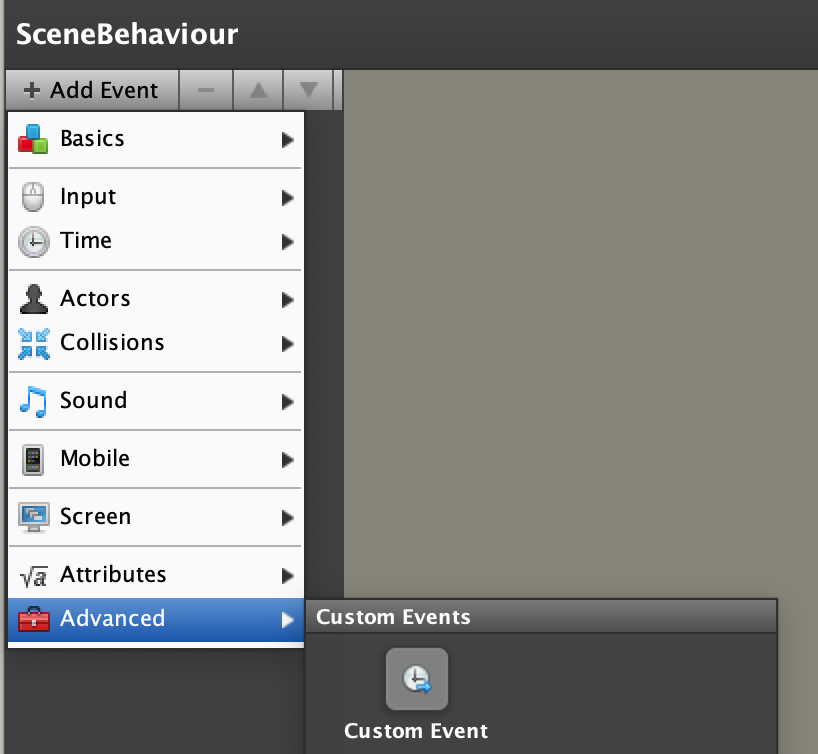 SceneBehaviour
+ Add Event
Basics
Input
Time
Actors
Collisions
Sound
Mobile
Screen
√a Attributes
Advanced
Custom Events
Custom Event